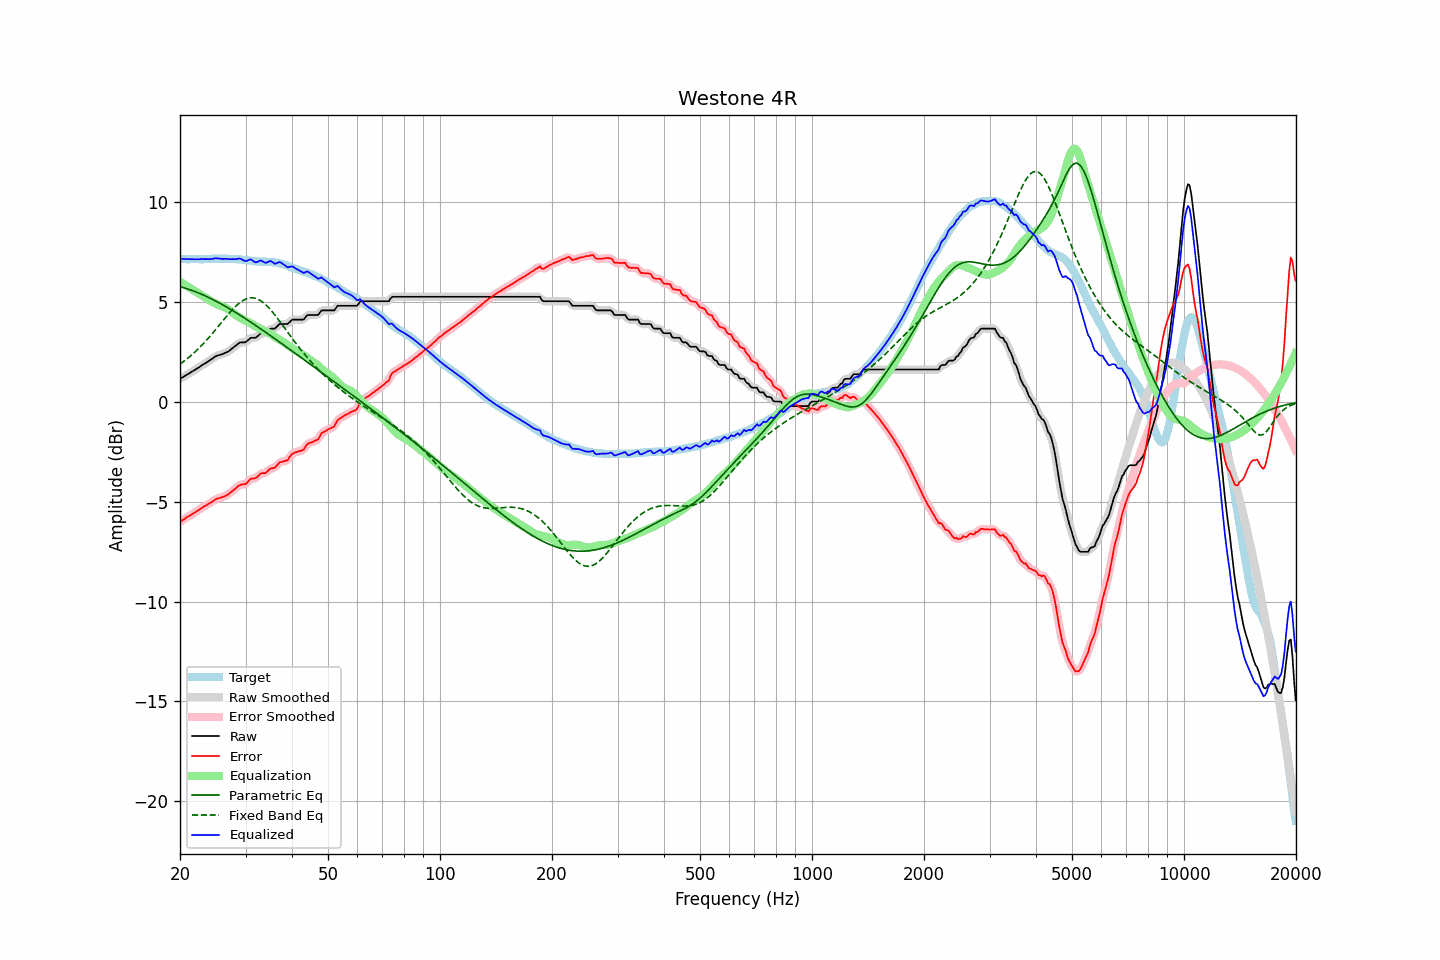 Westone 4R
Amplitude (dBr)
10
5
0
−5
−10
−15
−20
Target
Raw Smoothed
Error Smoothed
Raw
Error
Equalization
Parametric Eq
Fixed Band Eq
Equalized
20 50 100 200 500 1000 2000 5000 10000 20000
Frequency (Hz)